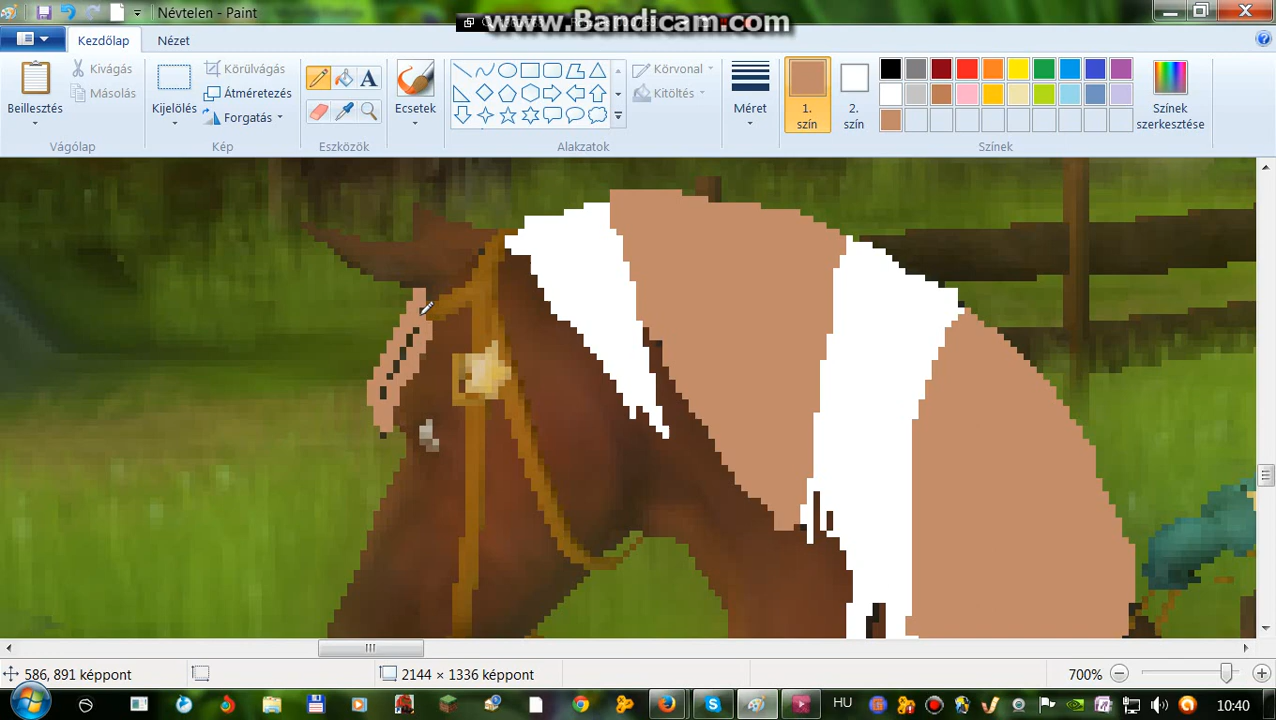 Névtelen - Paint
www.Bandicam.com
Kezdőlap
Nézet
Beillesztés
Kivágás
Másolás
Vágólap
Kijelölés
Körülvágás
Átméretezés
Forgatás
Kép
Eszközök
Esetek
Alakzatok
Körvonal
Kitöltés
Méret
1.
szín
2.
szín
Színek
szerkesztése
Színek
586, 891 képpont
2144 × 1336 képpont
700%
HU
10:40